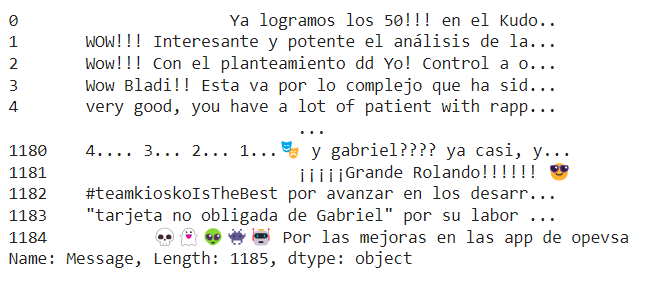 0 Ya logramos los 50!!! en el Kudo..
1 WOW!!! Interesante y potente el análisis de la...
2 Wow!!! Con el planteamiento dd Yo! Control a o...
3 Wow Bladi!! Esta va por lo complejo que ha sid...
4 very good, you have a lot of patient with rapp...
...
1180 4.... 3... 2... 1...🎭 y gabriel???? ya casi, y...
1181 ¡¡¡¡¡Grande Rolando!!!!!! 😎
1182 #teamkioskoIsTheBest por avanzar en los desarr...
1183 "tarjeta no obligada de Gabriel" por su labor ...
1184 💀👻👽👾🤖 Por las mejoras en las app de opevsa
Name: Message, Length: 1185, dtype: object